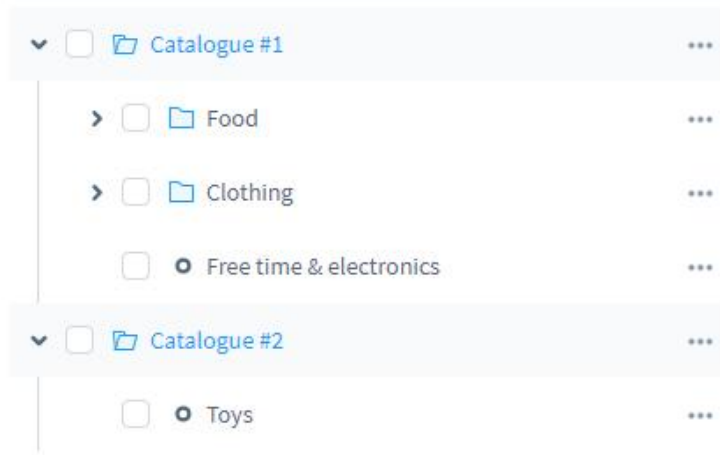 Catalogue #1
Food
Clothing
Free time & electronics
Catalogue #2
Toys